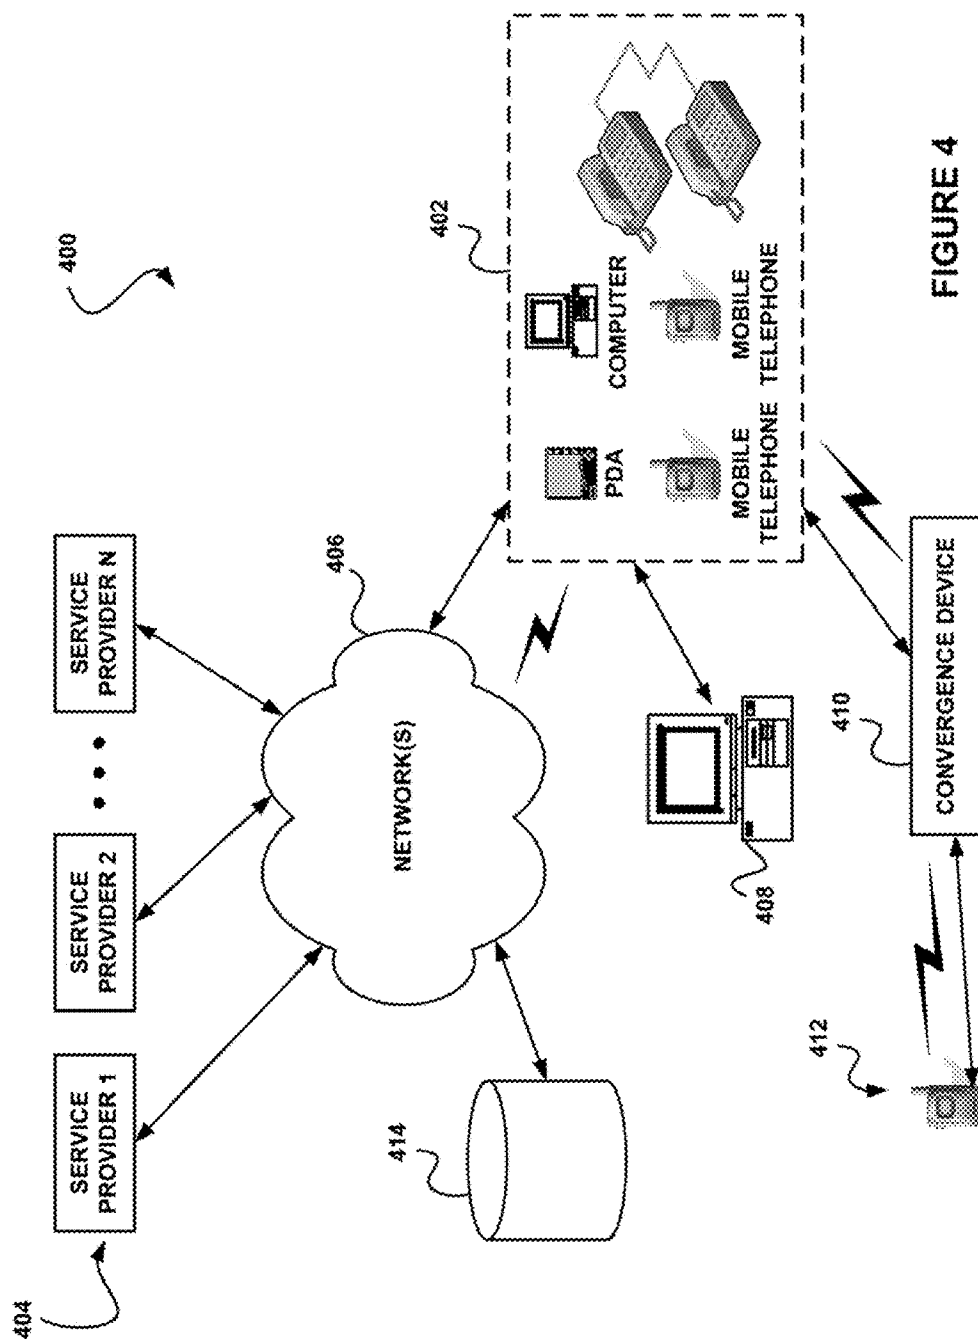 400
404
SERVICE
PROVIDER 1
SERVICE
PROVIDER 2
SERVICE
PROVIDER N
406
NETWORK(S)
414
402
PDA
COMPUTER
MOBILE
TELEPHONE
MOBILE
TELEPHONE
408
410
CONVERGENCE DEVICE
412
FIGURE 4